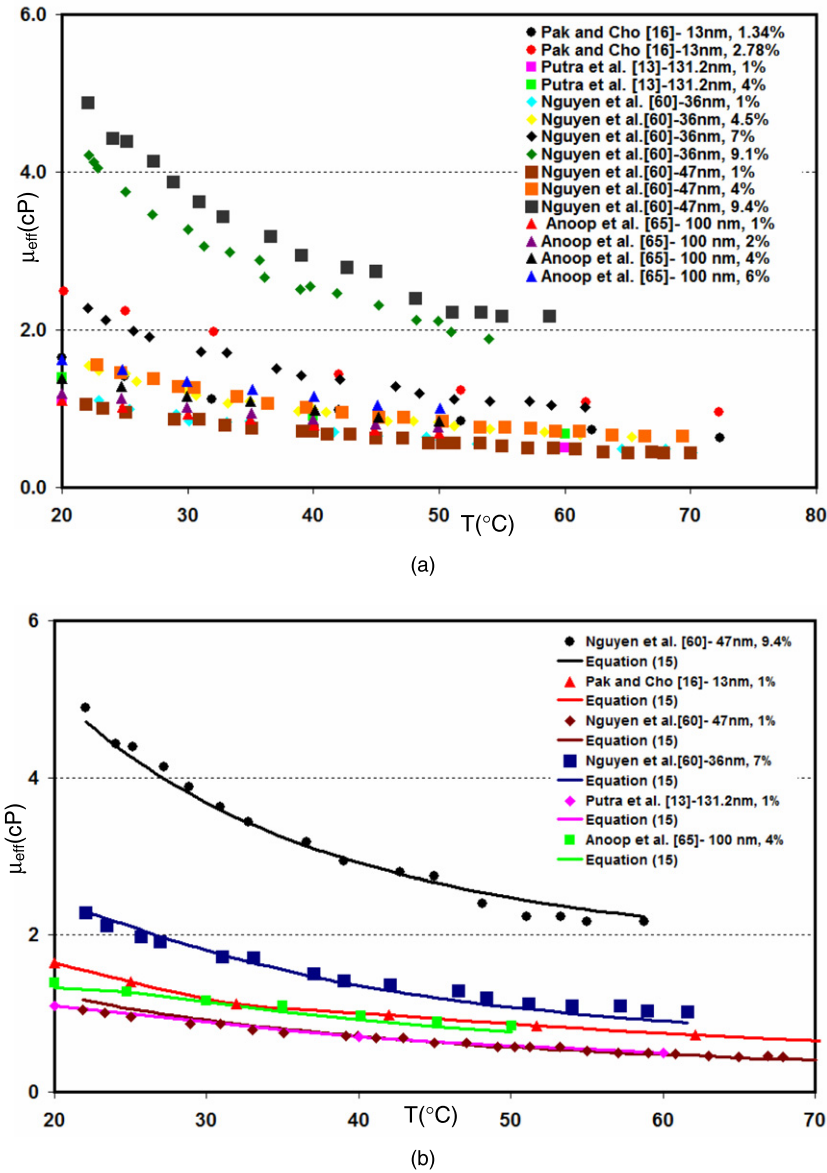 6.0
Pak and Cho [16]- 13nm, 1.34%
Pak and Cho [16]-13nm, 2.78%
Putra et al. [13]-131.2nm, 1%
Putra et al. [13]-131.2nm, 4%
Nguyen et al. [60]-36nm, 1%
Nguyen et al.[60]-36nm, 4.5%
Nguyen et al.[60]-36nm, 7%
Nguyen et al.[60]-36nm, 9.1%
Nguyen et al.[60]-47nm, 1%
Nguyen et al.[60]-47nm, 4%
Nguyen et al.[60]-47nm, 9.4%
Anoop et al. [65]- 100 nm, 1%
Anoop et al. [65]- 100 nm, 2%
Anoop et al. [65]- 100 nm, 4%
Anoop et al. [65]- 100 nm, 6%
4.0
μeff(cP)
2.0
0.0
20 30 40 50 60 70 80
T(°C)
(a)
6
Nguyen et al. [60]- 47nm, 9.4%
Equation (15)
Pak and Cho [16]- 13nm, 1%
Equation (15)
Nguyen et al.[60]- 47nm, 1%
Equation (15)
Nguyen et al.[60]-36nm, 7%
Equation (15)
Putra et al. [13]-131.2nm, 1%
Equation (15)
Anoop et al. [65]- 100 nm, 4%
Equation (15)
4
μeff(cP)
2
0
20 30 40 50 60 70
T(°C)
(b)